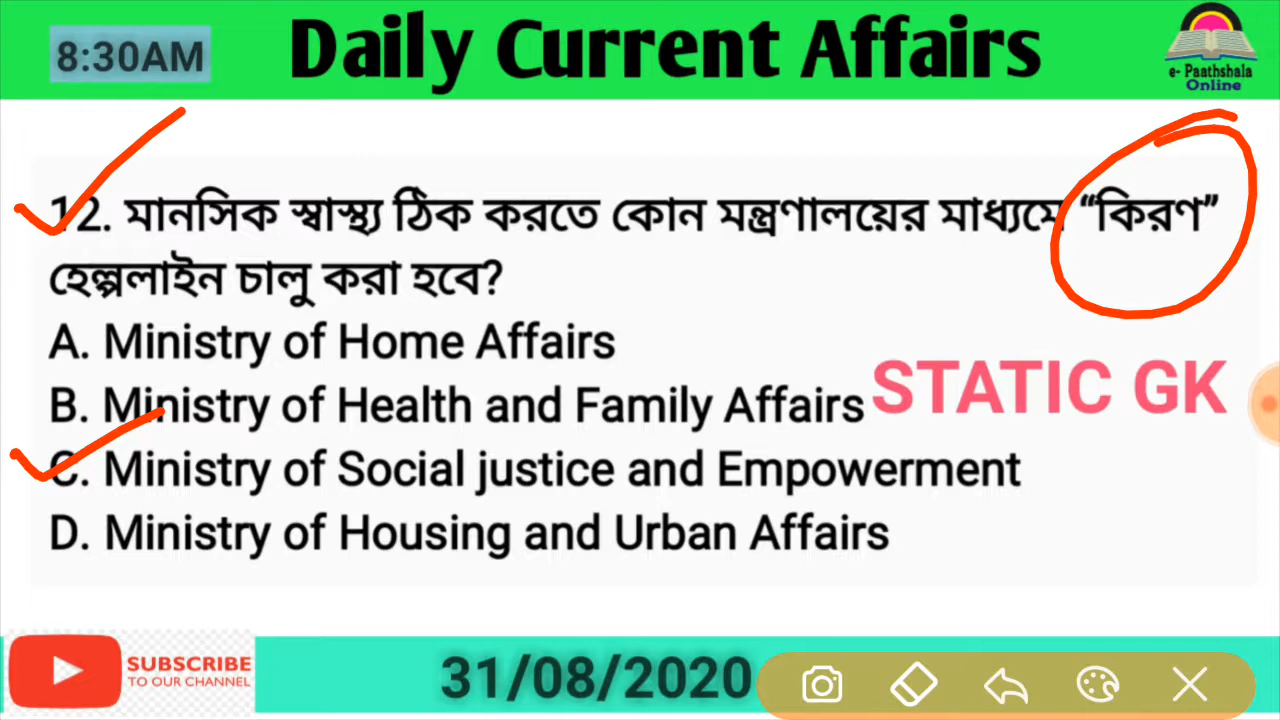 8:30AM
Daily Current Affairs
e- Paathshala
Online
12. মানসিক স্বাস্থ্য ঠিক করতে কোন মন্ত্রণালয়ের মাধ্যমে “কিরণ”
হেল্পলাইন চালু করা হবে?
A. Ministry of Home Affairs
B. Ministry of Health and Family Affairs
STATIC GK
C. Ministry of Social justice and Empowerment
D. Ministry of Housing and Urban Affairs
SUBSCRIBE
TO OUR CHANNEL
31/08/2020